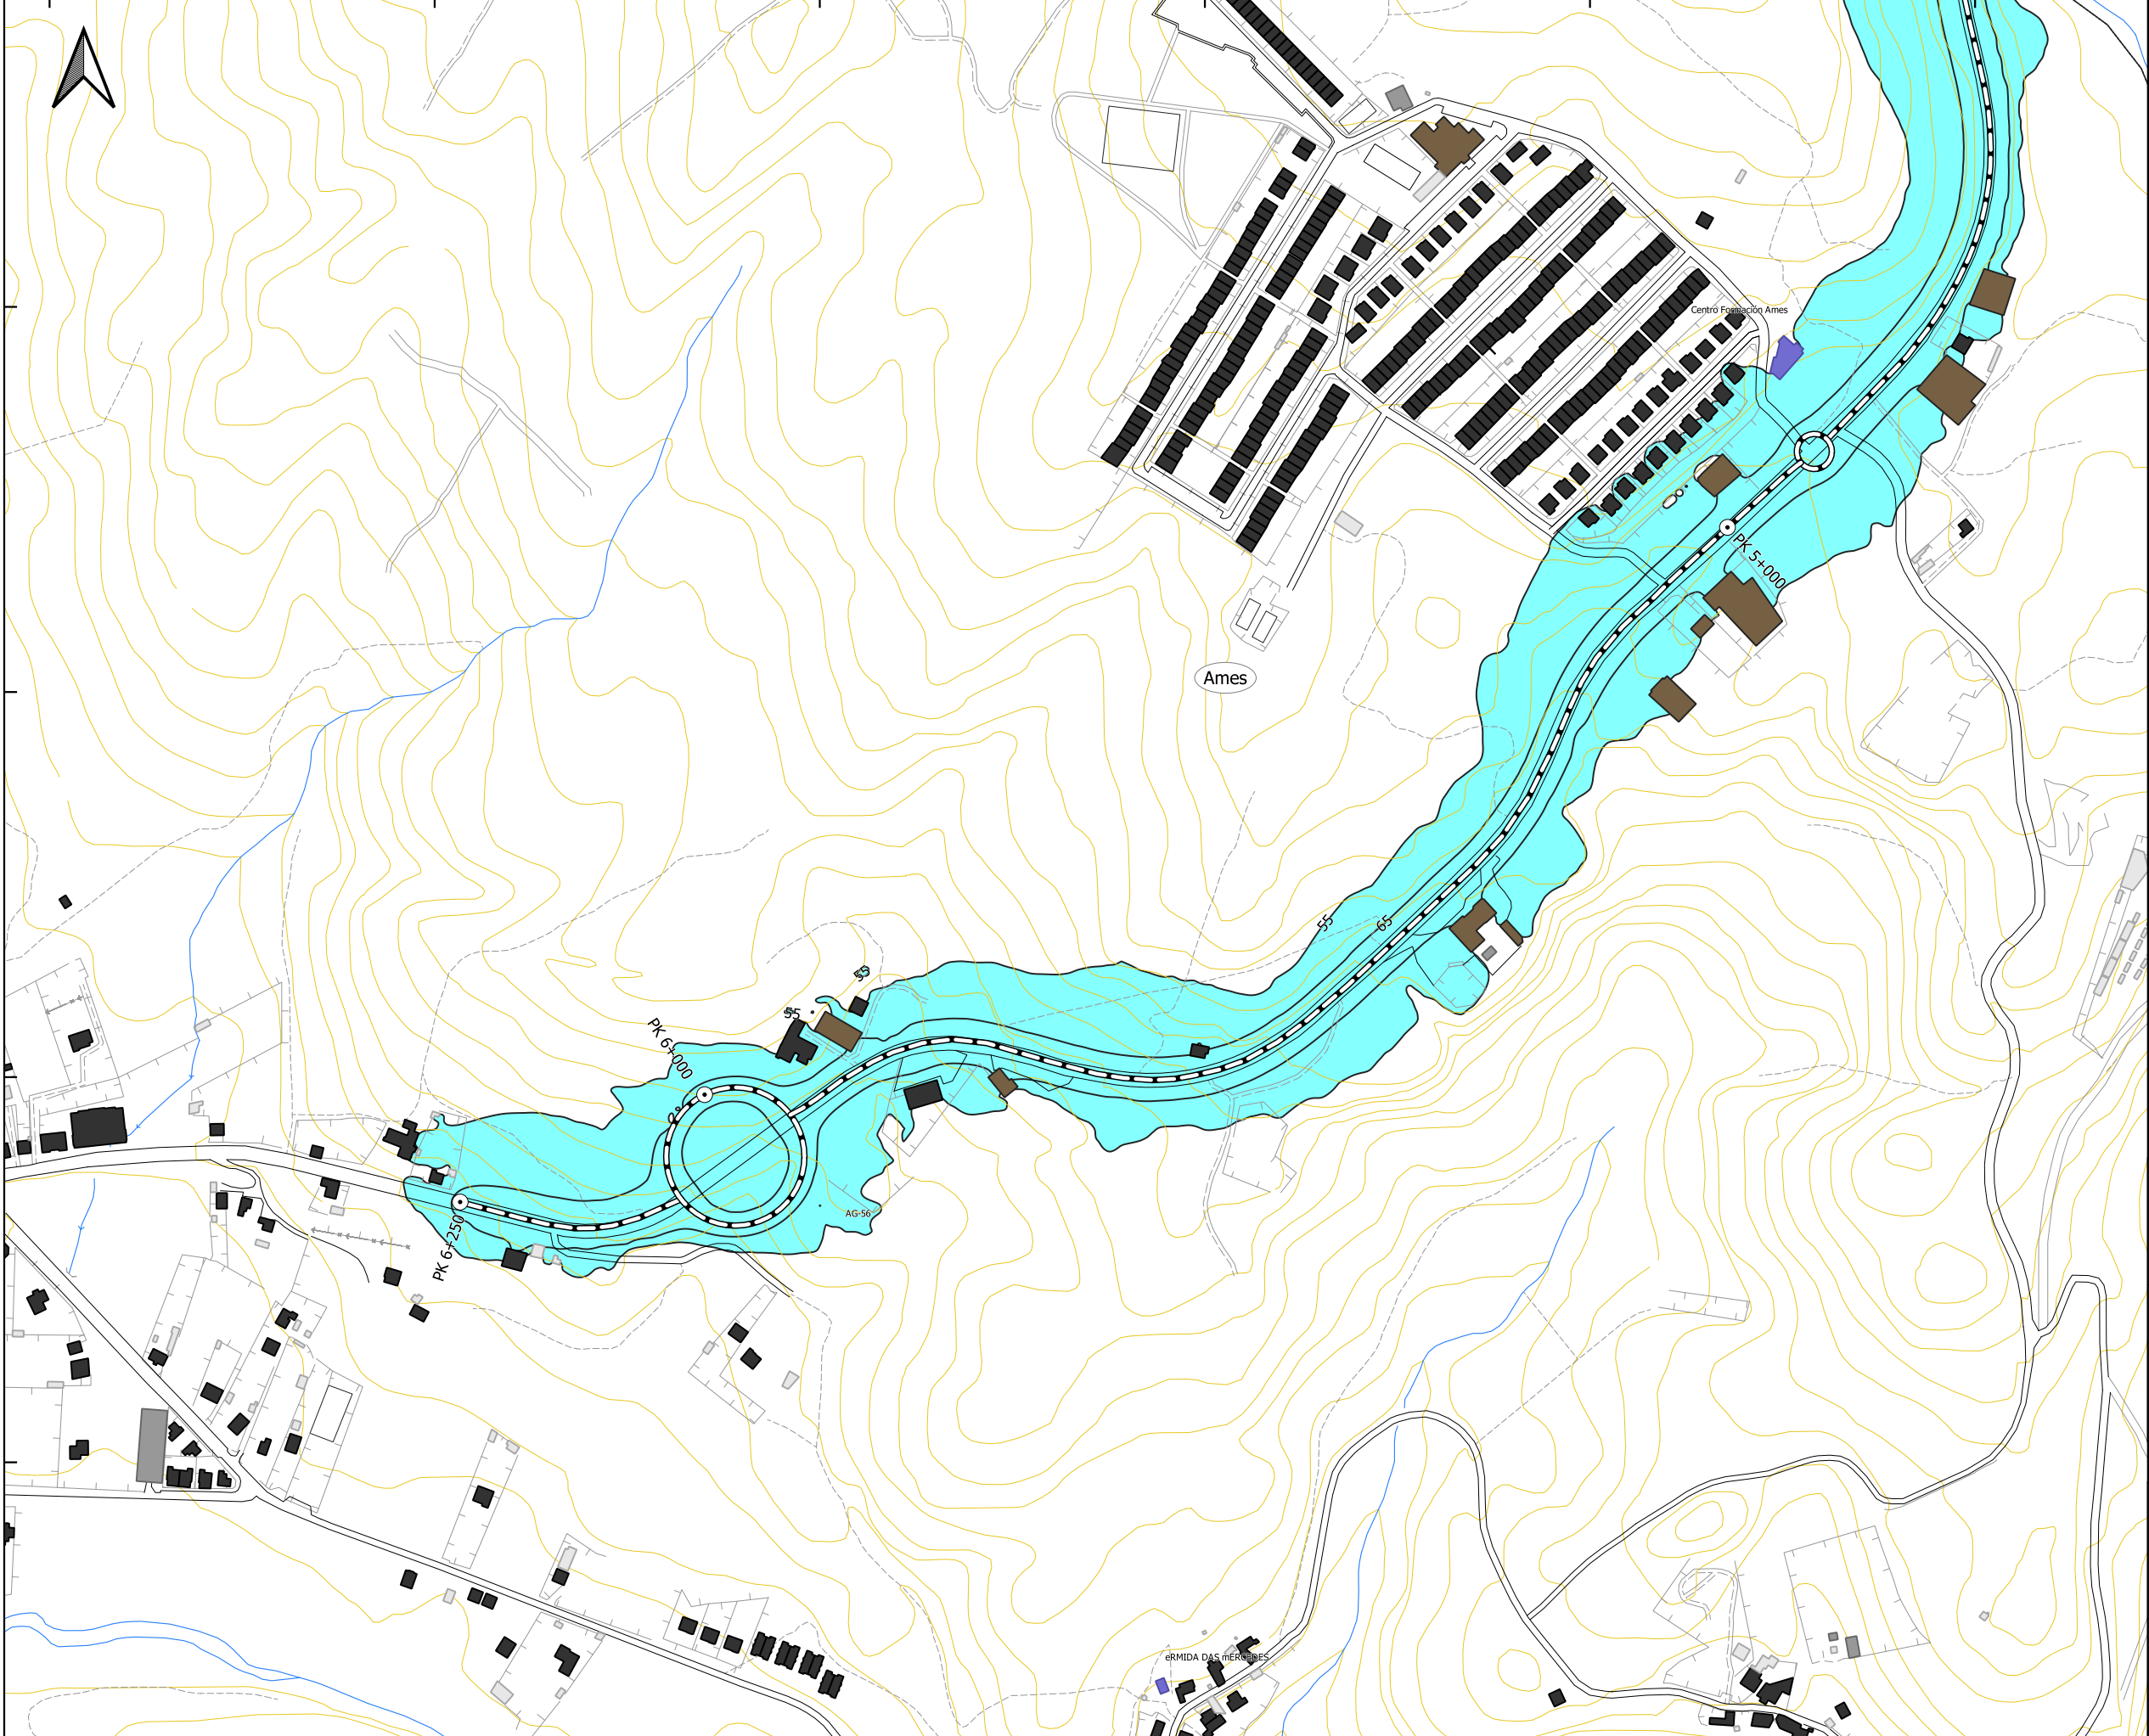 Centro Formación Ames
PK 5+000
Ames
55
65
55
55
PK 6+000
AG-56
PK 6+250
eRMIDA DAS mERCEDES